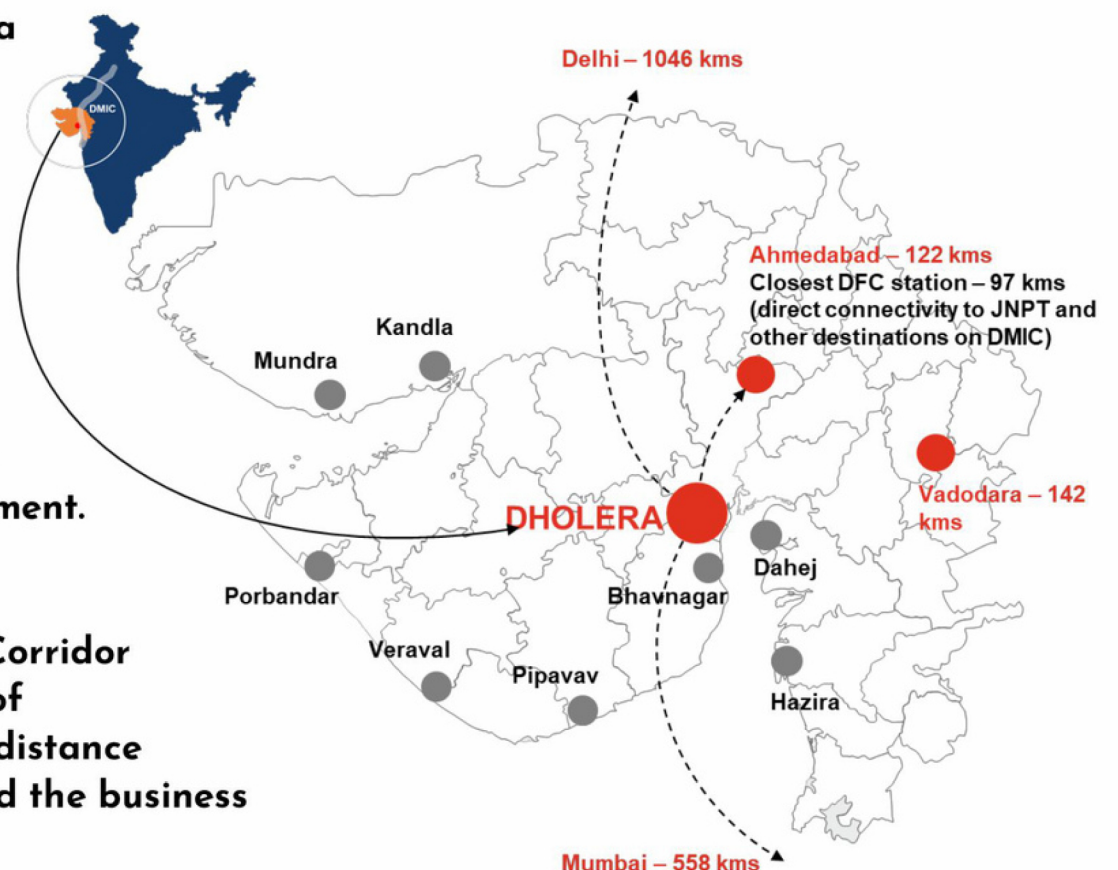 a
DMIC
Delhi – 1046 kms
Ahmedabad – 122 kms
Closest DFC station – 97 kms
(direct connectivity to JNPT and
other destinations on DMIC)
Kandla
Mundra
Vadodara – 142
kms
ment.
DHOLERA
Dahej
Porbandar
Bhavnagar
Corridor
Veraval
Pipavav
of
Hazira
distance
d the business
Mumbai – 558 kms